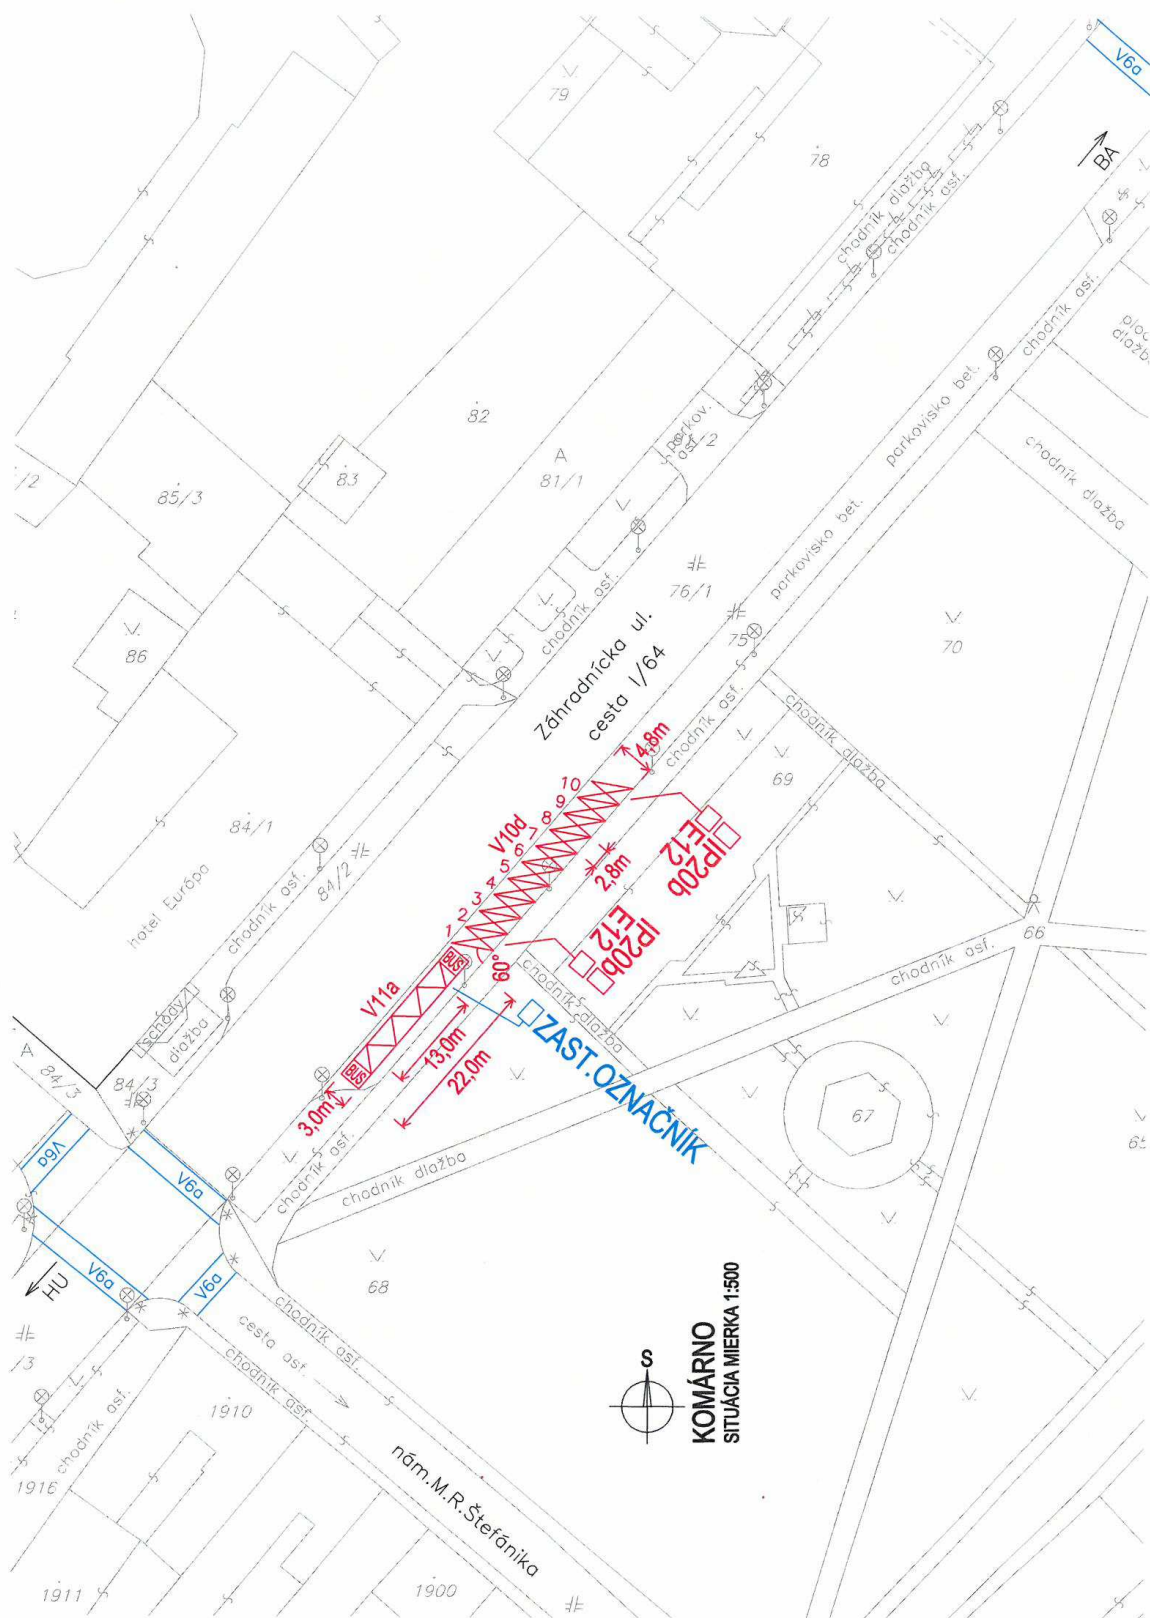 V6a
79
78
chodník dlažba
chodník asf.
BA
chodník asf.
dlažba
82
parkov.
asf.
parkovisko bet.
/2
A
83
81/1
85/3
chodník dlažba
parkovisko bet.
76/1
chodník asf.
86
75
70
Záhradnícka ul.
cesta I/64
chodník asf.
4,8m
chodník dlažba
69
10
9
8
7
6
5
4
3
2
1
V10d
84/1
84/2
2,8m
IP20b
E12
hotel Európa
chodník asf.
BUS
V11a
60°
IP20b
E12
66
chodník asf.
schody
dlažba
chodník dlažba
ZAST.OZNAČNÍK
13,0m
22,0m
BUS
3,0m
A
84/3
84/3
67
65
V6a
V6a
chodník asf.
chodník dlažba
V6a
V6a
HU
68
chodník asf.
cesta asf.
chodník asf.
S
KOMÁRNO
SITUÁCIA MIERKA 1:500
/3
chodník asf.
1910
nám.M.R.Štefánika
1916
1911
1900